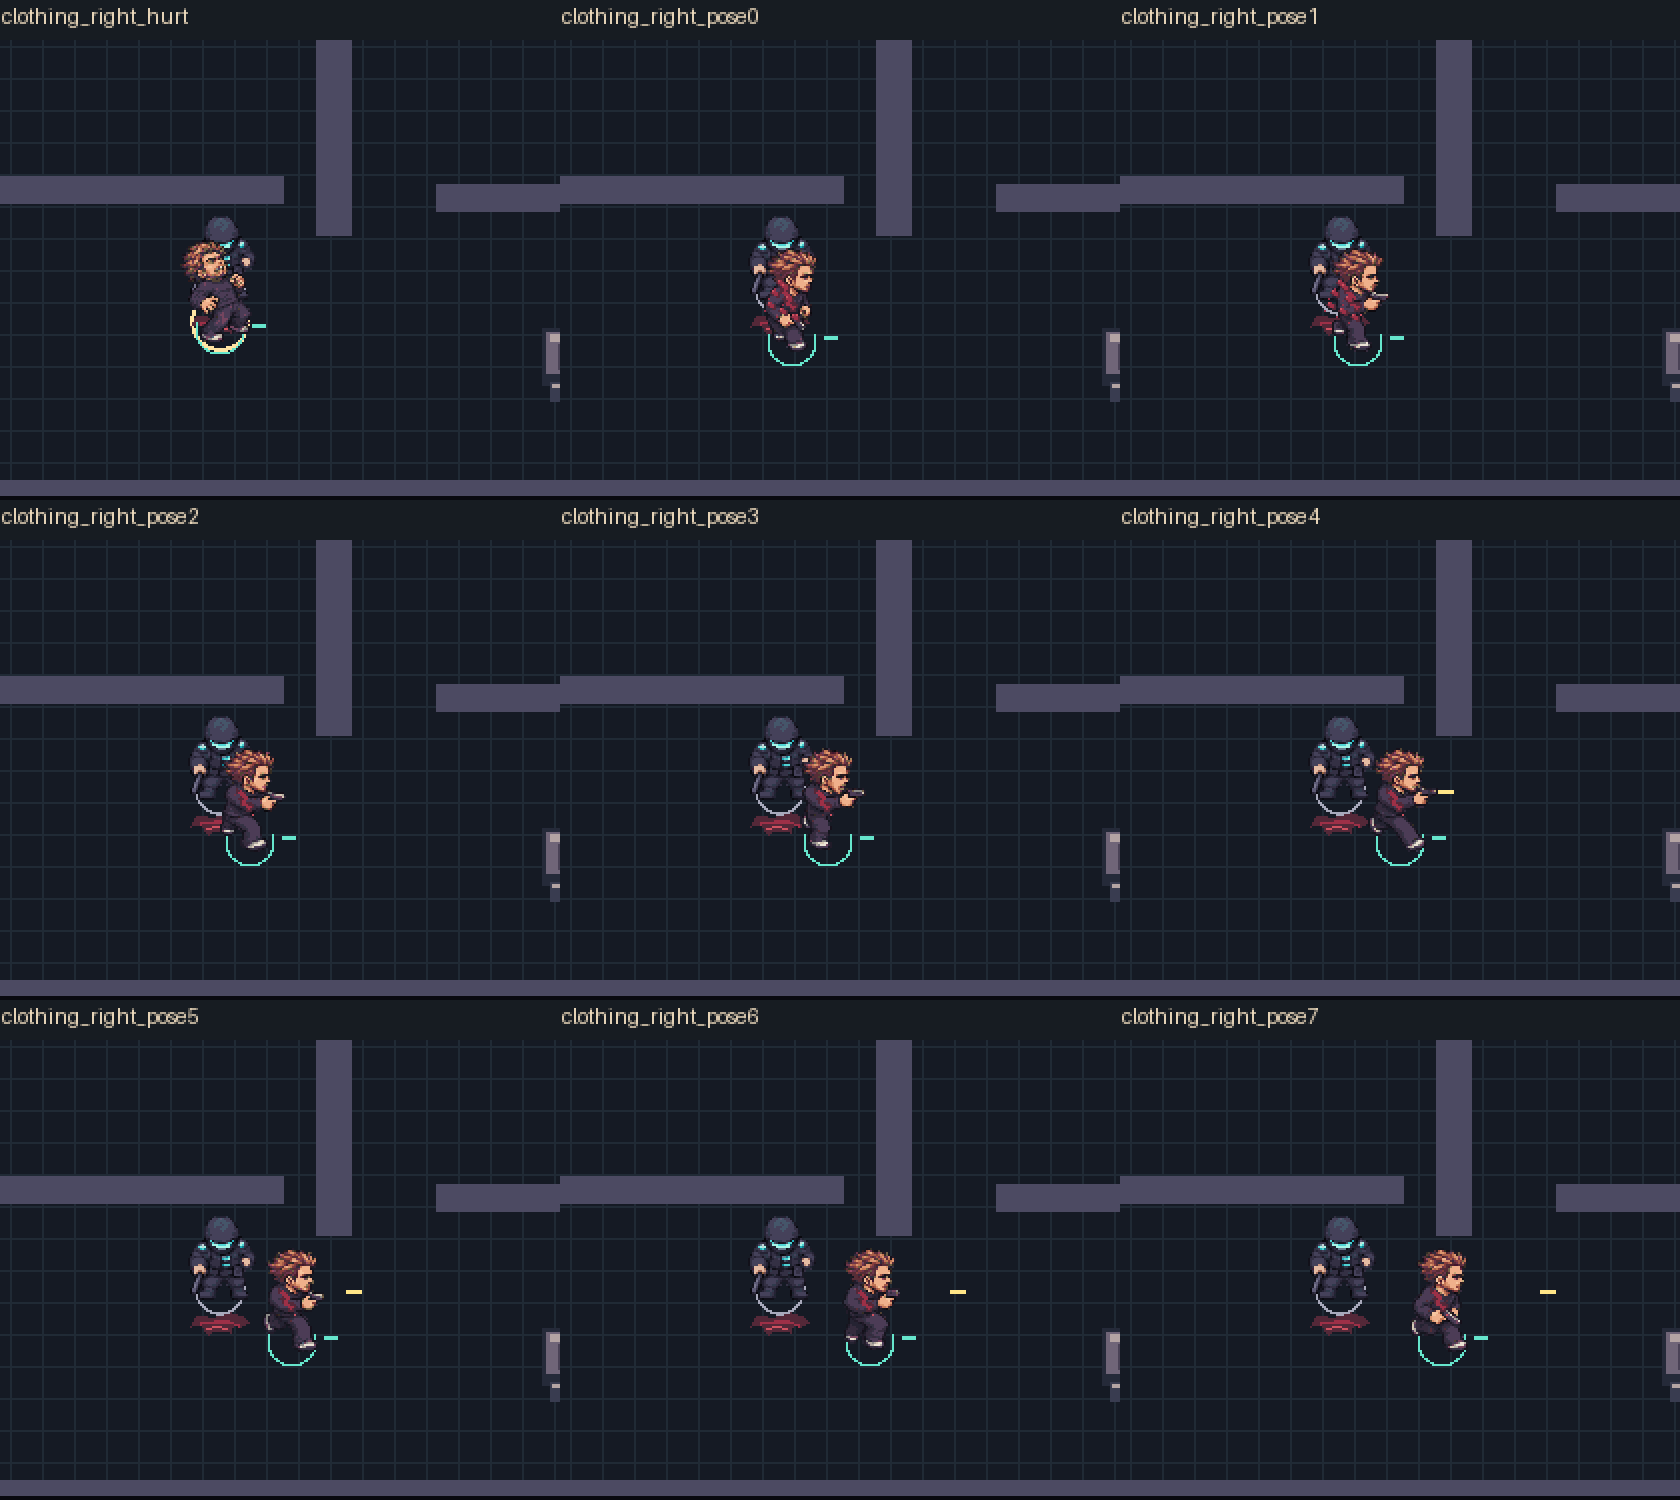 clothing_right_hurt
clothing_right_pose0
clothing_right_pose1
clothing_right_pose2
clothing_right_pose3
clothing_right_pose4
clothing_right_pose5
clothing_right_pose6
clothing_right_pose7